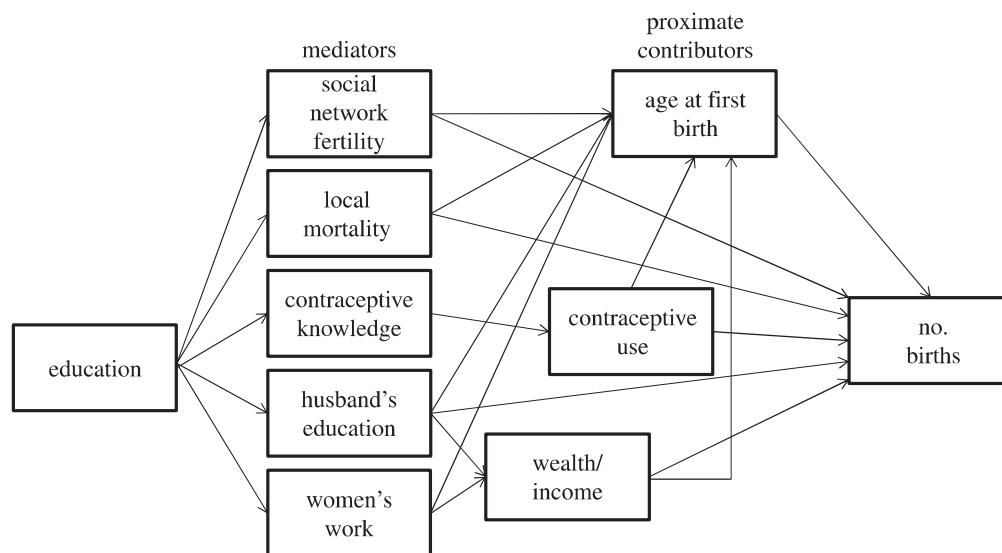 mediators
proximate
contributors
social
network
fertility
age at first
birth
local
mortality
contraceptive
knowledge
contraceptive
use
no.
births
education
husband's
education
wealth/
income
women's
work